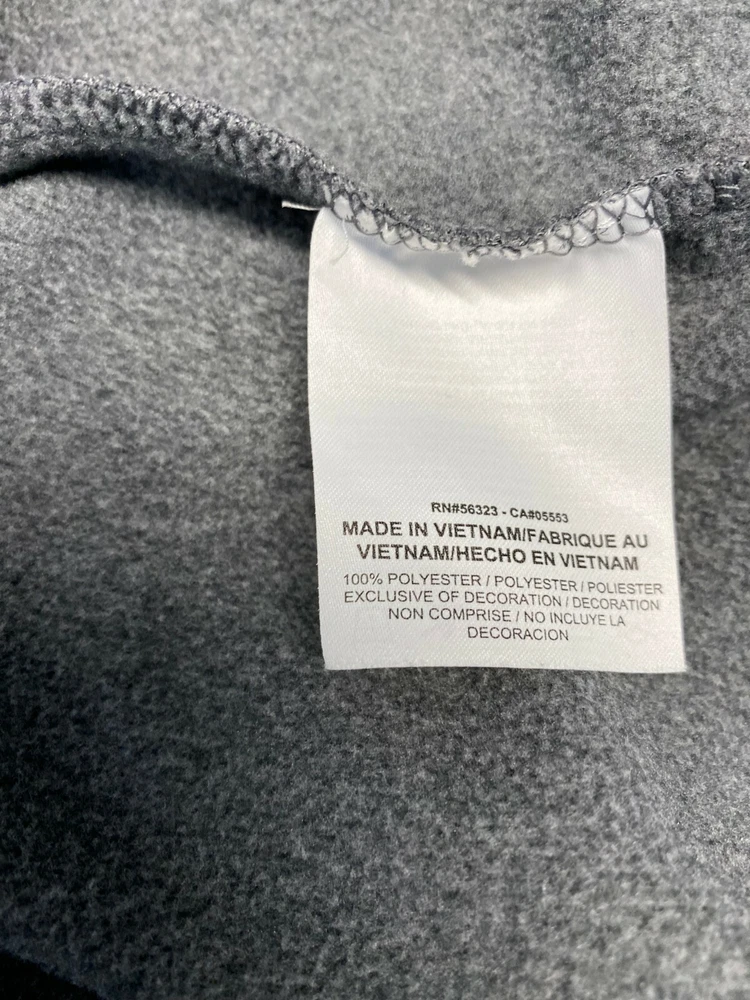 RN#56323 - CA#05553
MADE IN VIETNAM/FABRIQUE AU
VIETNAM/HECHO EN VIETNAM
100% POLYESTER / POLYESTER / POLIESTER
EXCLUSIVE OF DECORATION / DECORATION
NON COMPRISE / NO INCLUYE LA
DECORACION